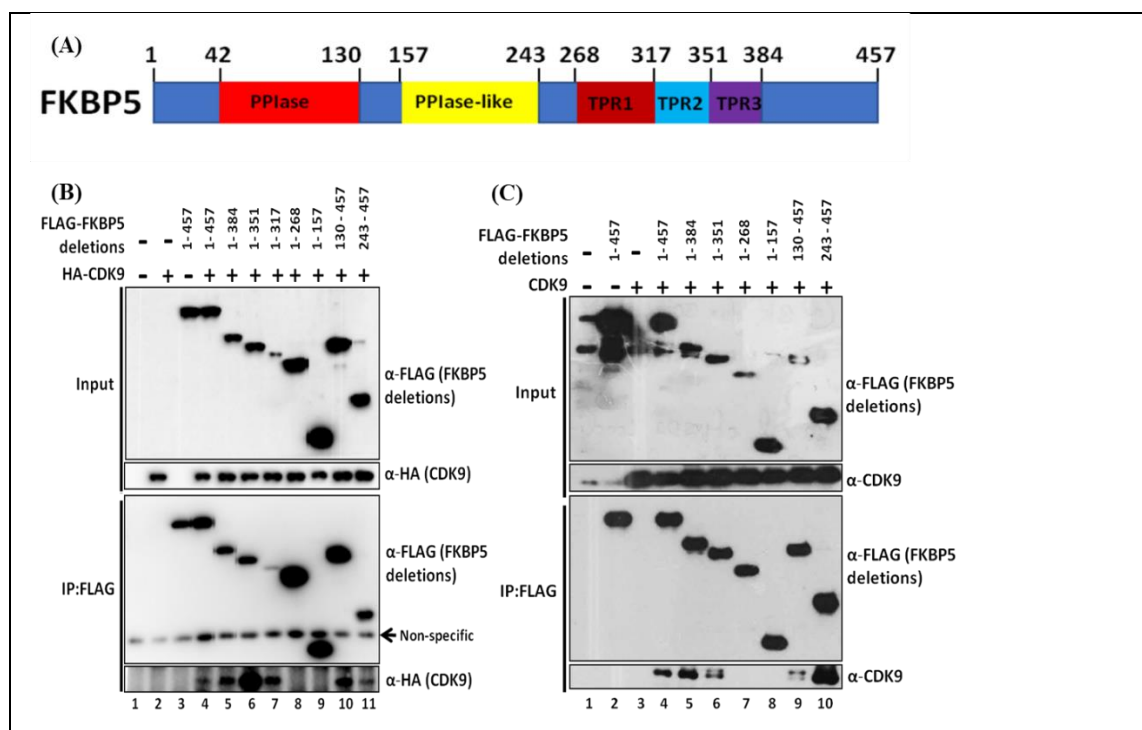 (A)
1 42 130 157 243 268 317 351 384 457
FKBP5 PPIase PPIase-like TPR1 TPR2 TPR3
(B)
FLAG-FKBP5
deletions
- - 1-457 1-457 1-384 1-351 1-317 1-268 1-157 130-457 243-457
HA-CDK9 - + - + + + + + + + +
Input
α-FLAG (FKBP5
deletions)
α-HA (CDK9)
IP:FLAG
α-FLAG (FKBP5
deletions)
Non-specific
α-HA (CDK9)
1 2 3 4 5 6 7 8 9 10 11
(C)
FLAG-FKBP5
deletions
- 1-457 - 1-457 1-384 1-351 1-268 1-157 130-457 243-457
CDK9 - - + + + + + + + +
Input
α-FLAG (FKBP5
deletions)
α-CDK9
IP:FLAG
α-FLAG (FKBP5
deletions)
α-CDK9
1 2 3 4 5 6 7 8 9 10